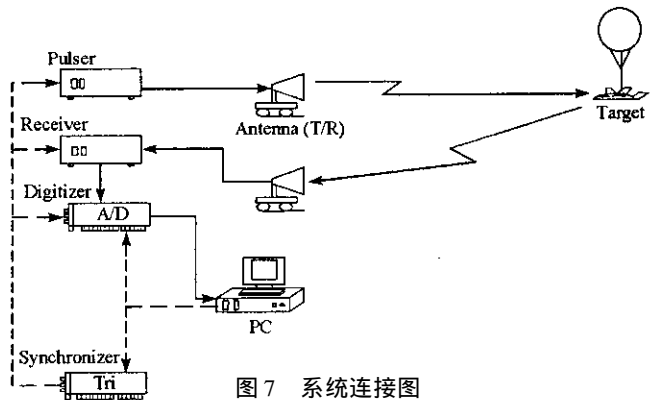 Pulser
Receiver
Antenna (T/R)
Target
Digitizer
A/D
PC
Synchronizer
Tri
图 7 系统连接图